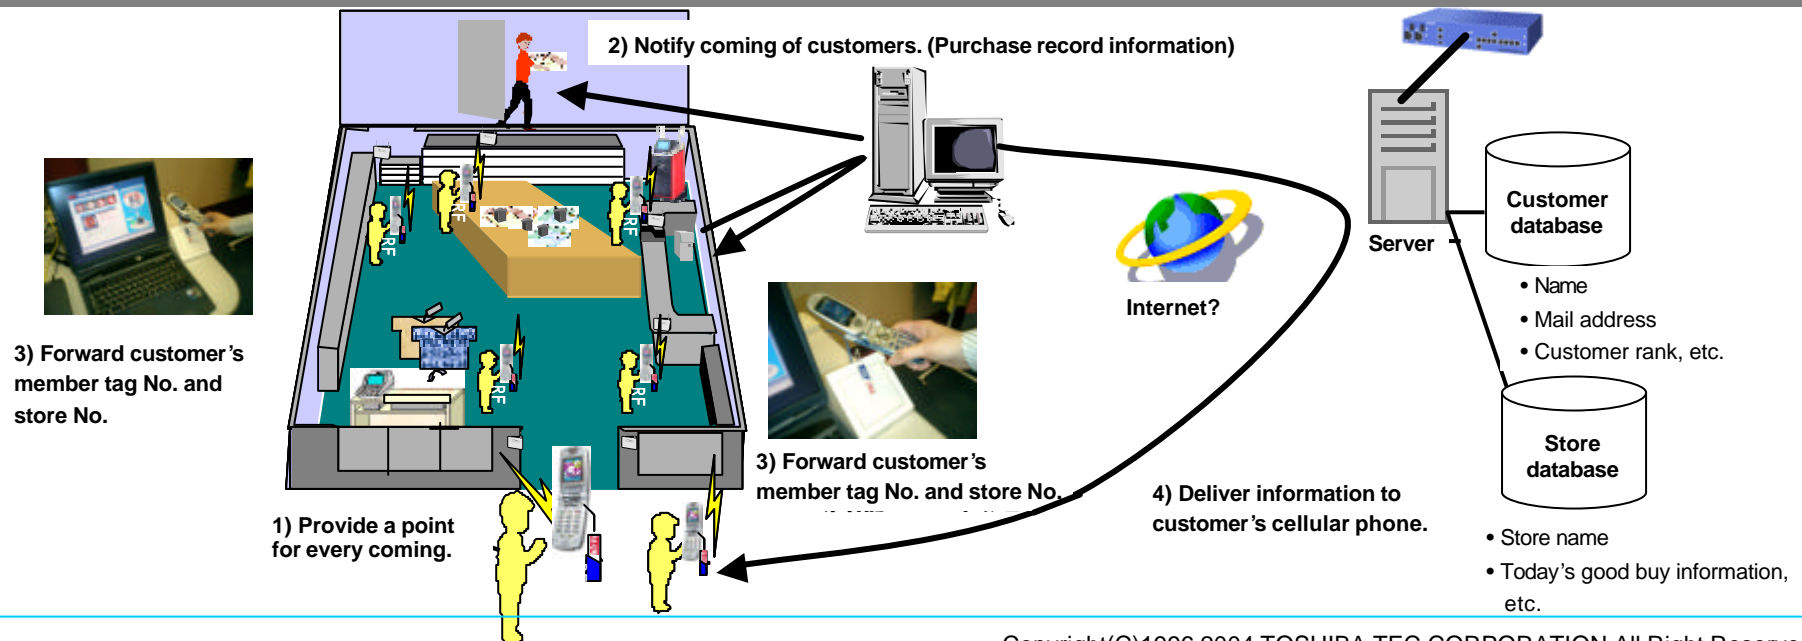 2) Notify coming of customers. (Purchase record information)
Customer
database
Server
• Name
• Mail address
• Customer rank, etc.
Internet?
RF
RF
RF
RF
RF
3) Forward customer's
member tag No. and
store No.
3) Forward customer's
member tag No. and store No.
1) Provide a point
for every coming.
4) Deliver information to
customer's cellular phone.
Store
database
• Store name
• Today's good buy information,
etc.